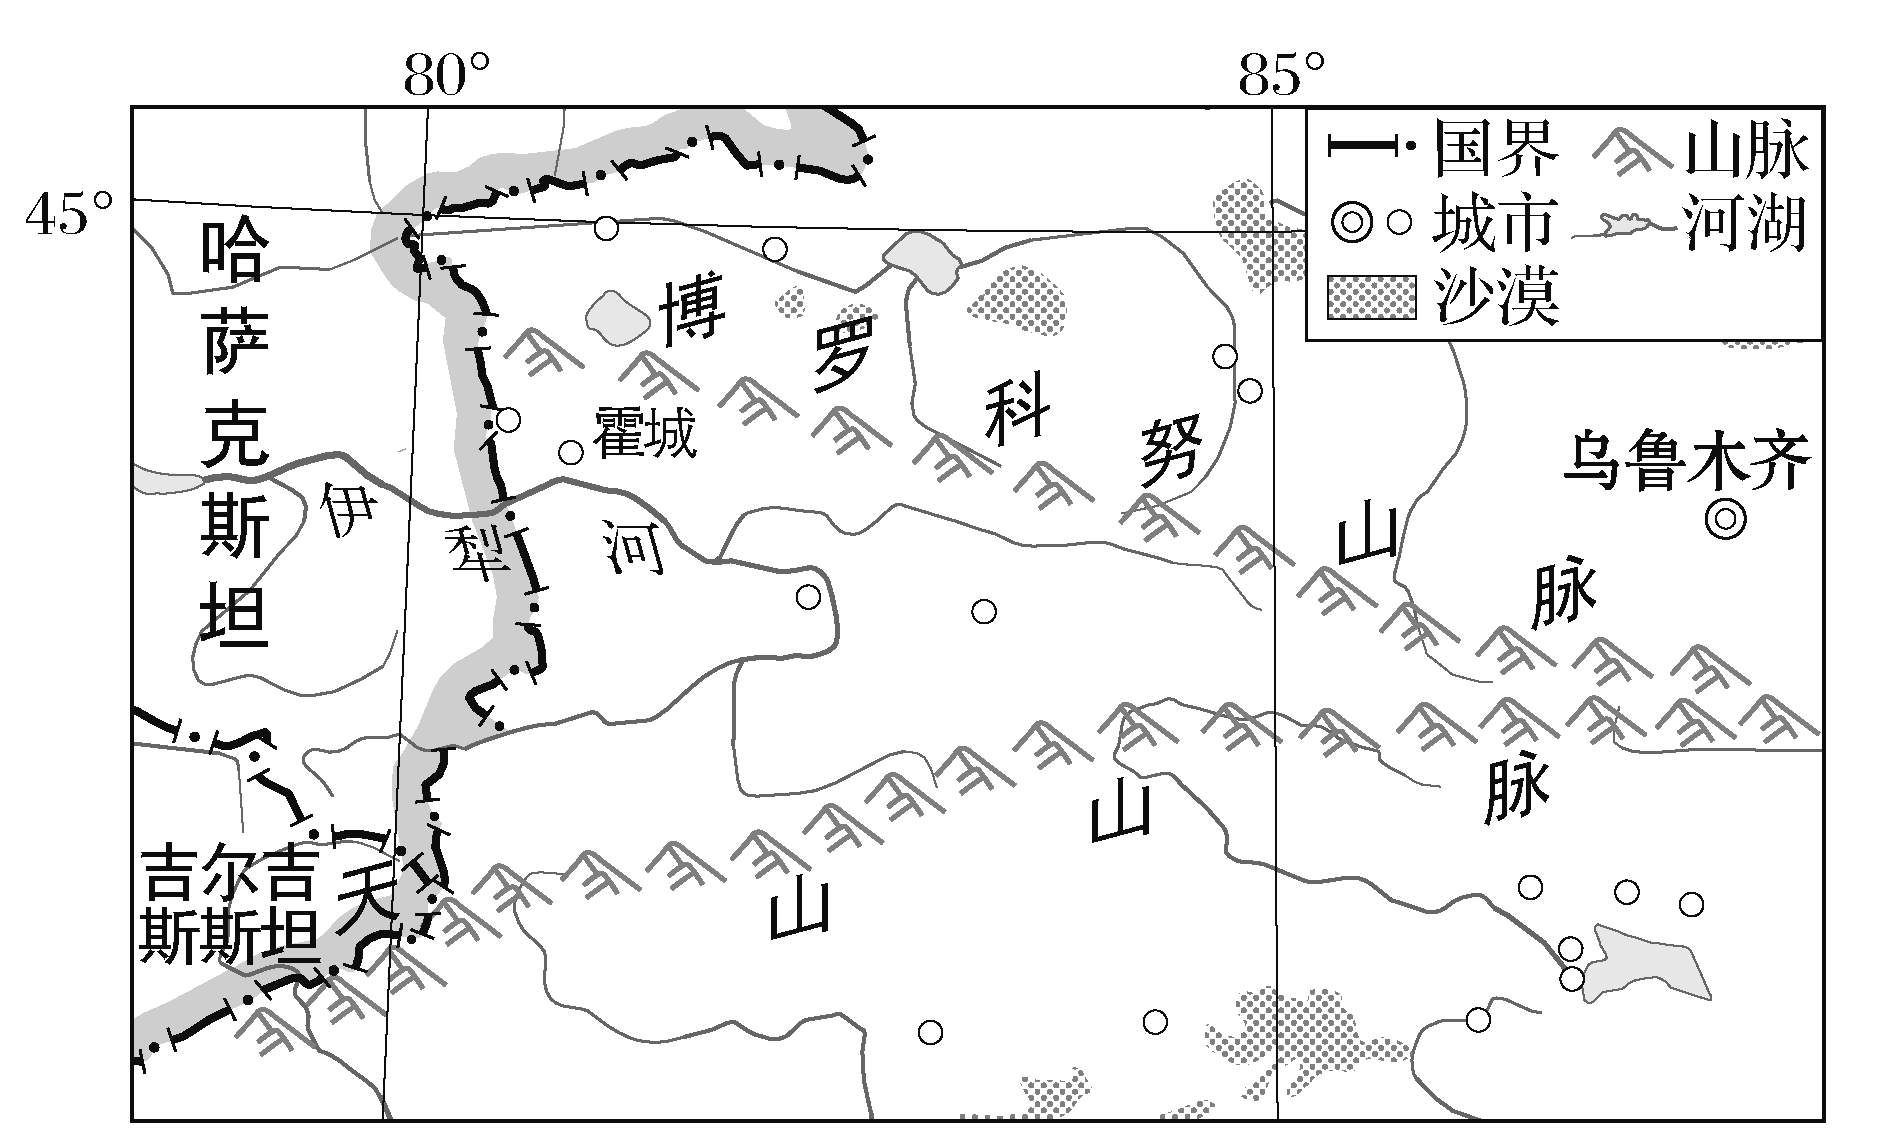 80°
85°
45°
国界
山脉
城市
河湖
沙漠
哈萨克斯坦
博罗科努山脉
霍城
乌鲁木齐
伊犁河
吉尔吉
斯斯坦
天山山脉